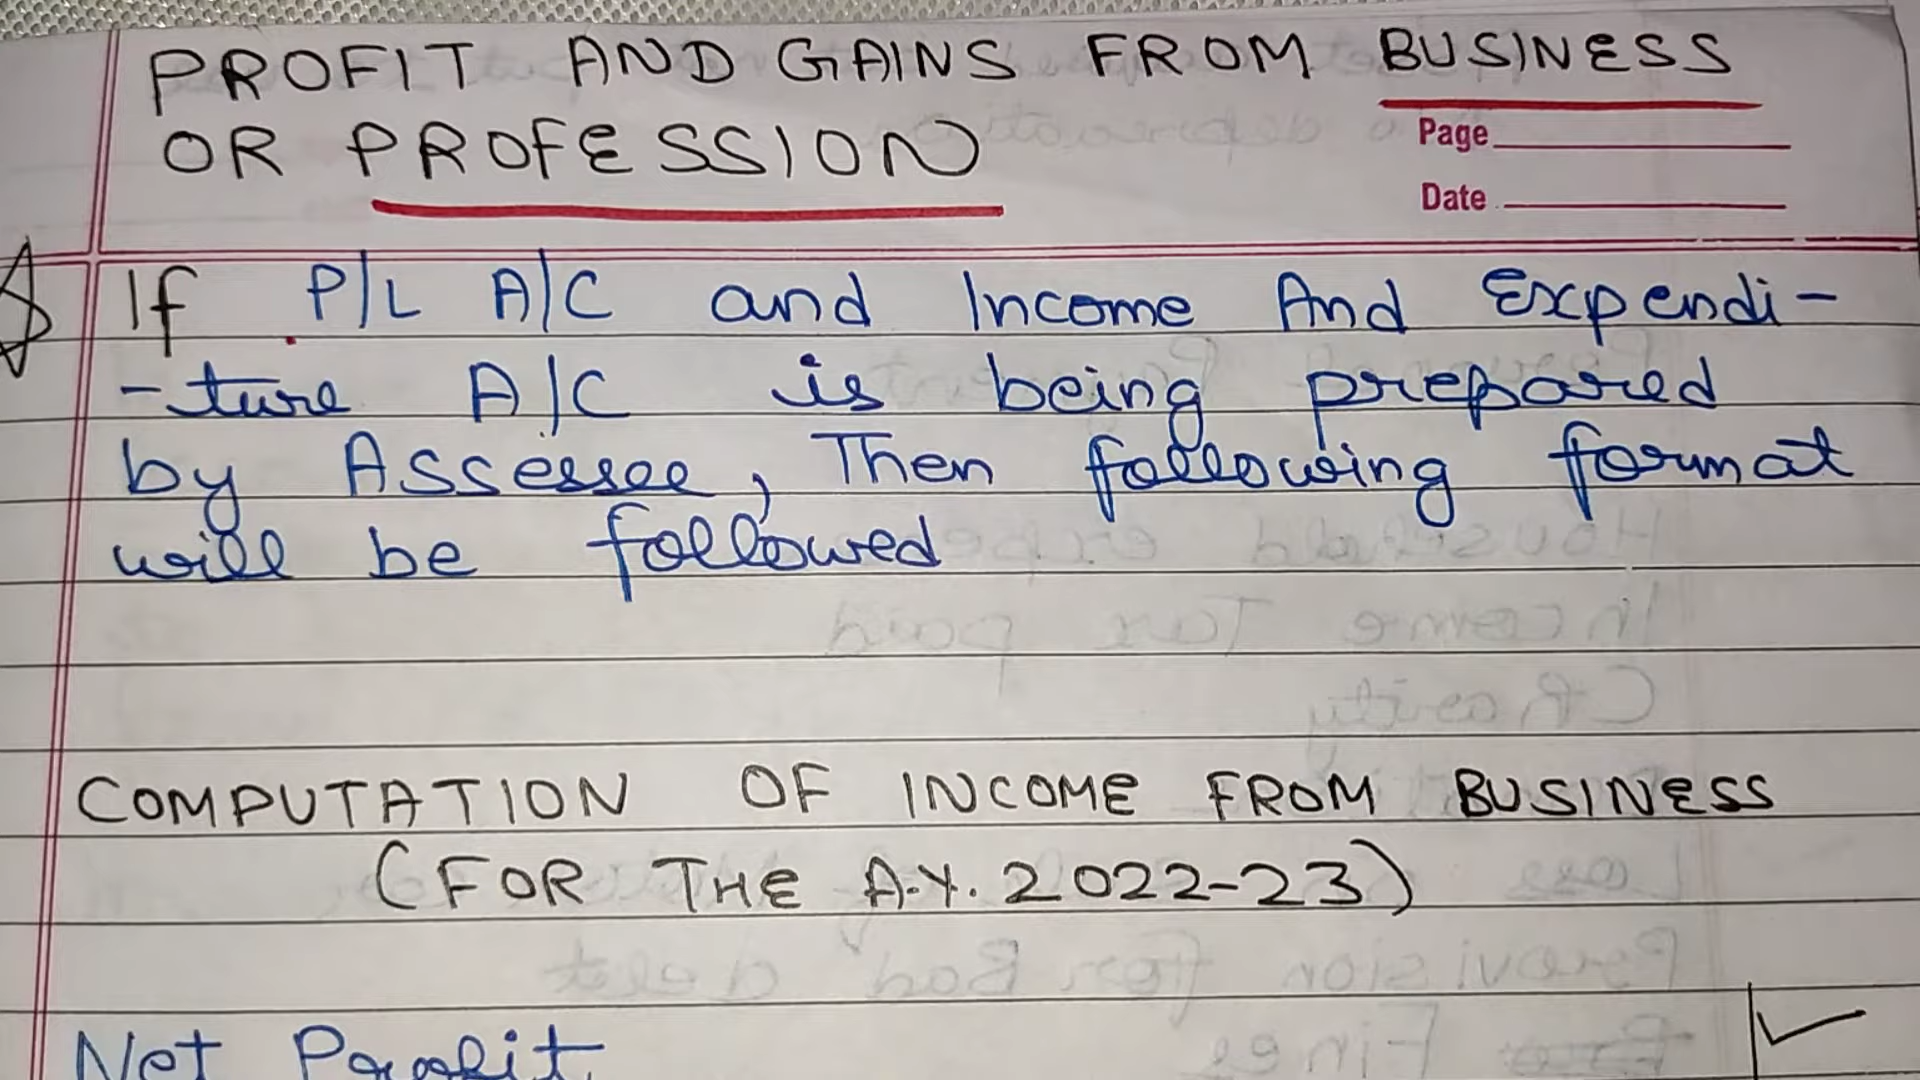 PROFIT AND GAINS FROM BUSINESS
OR PROFESSION
Page
Date
If P/L A/C and Income And Expendi-
-ture A/C is being prepared
by Assessee, Then following format
will be followed
COMPUTATION OF INCOME FROM BUSINESS
(FOR THE A.Y. 2022-23)
Net Profit